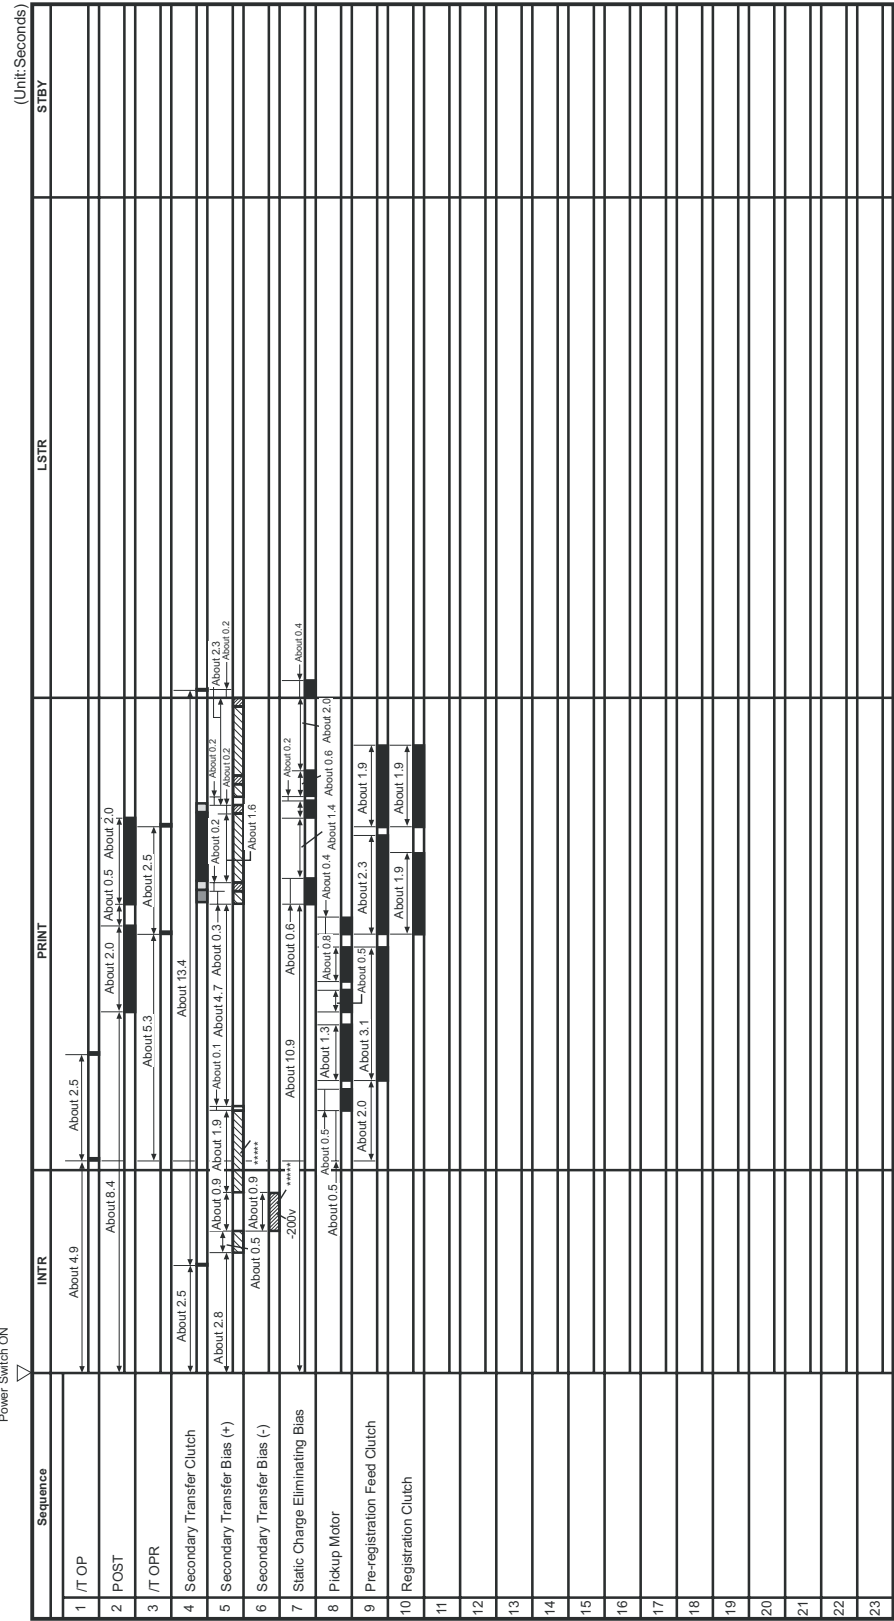 (Unit:Seconds)
Power Switch ON
Sequence INTR PRINT LSTR STBY
1 /T OP About 4.9 About 2.5
2 POST About 8.4 About 2.0 About 0.5 About 2.0
3 /T OPR About 5.3 About 2.5
4 Secondary Transfer Clutch About 2.5 About 13.4
5 Secondary Transfer Bias (+) About 2.8 About 0.5 About 0.9 About 1.9 About 0.1 About 4.7 About 0.3 About 0.2 About 1.6 About 0.2 About 0.2 About 2.3 About 0.2
*****
6 Secondary Transfer Bias (-) About 0.9
-200v *****
7 Static Charge Eliminating Bias About 10.9 About 0.6 About 1.4 About 0.2 About 0.6 About 2.0 About 0.4
8 Pickup Motor About 0.5 About 0.5 About 1.3 About 0.5 About 0.8 About 0.4
9 Pre-registration Feed Clutch About 2.0 About 3.1 About 2.3 About 1.9
10 Registration Clutch About 1.9 About 1.9
11
12
13
14
15
16
17
18
19
20
21
22
23